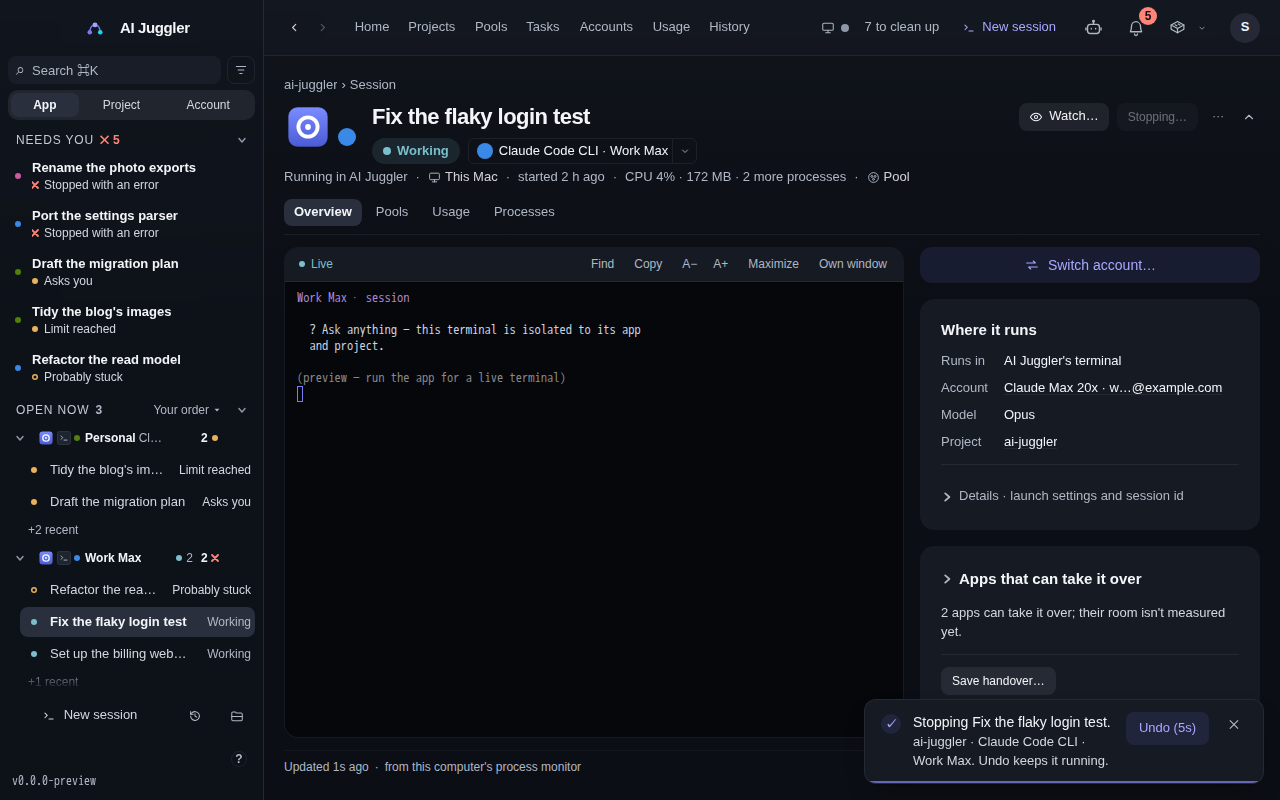 AI Juggler
Home Projects Pools Tasks Accounts Usage History
7 to clean up
New session
5
S
Search ⌘K
App Project Account
NEEDS YOU 5
Rename the photo exports
Stopped with an error
Port the settings parser
Stopped with an error
Draft the migration plan
Asks you
Tidy the blog's images
Limit reached
Refactor the read model
Probably stuck
OPEN NOW 3 Your order
Personal Cl… 2
Tidy the blog's im… Limit reached
Draft the migration plan Asks you
+2 recent
Work Max 2 2
Refactor the rea… Probably stuck
Fix the flaky login test Working
Set up the billing web… Working
+1 recent
New session
?
v0.0.0-preview
ai-juggler › Session
Fix the flaky login test
Watch… Stopping… ···
Working Claude Code CLI · Work Max
Running in AI Juggler · This Mac · started 2 h ago · CPU 4% · 172 MB · 2 more processes · Pool
Overview Pools Usage Processes
Live Find Copy A− A+ Maximize Own window
Work Max · session
? Ask anything — this terminal is isolated to its app
and project.
(preview — run the app for a live terminal)
Updated 1s ago · from this computer's process monitor
Switch account…
Where it runs
Runs in AI Juggler's terminal
Account Claude Max 20x · w…@example.com
Model Opus
Project ai-juggler
Details · launch settings and session id
Apps that can take it over
2 apps can take it over; their room isn't measured
yet.
Save handover…
Stopping Fix the flaky login test.
ai-juggler · Claude Code CLI ·
Work Max. Undo keeps it running.
Undo (5s)